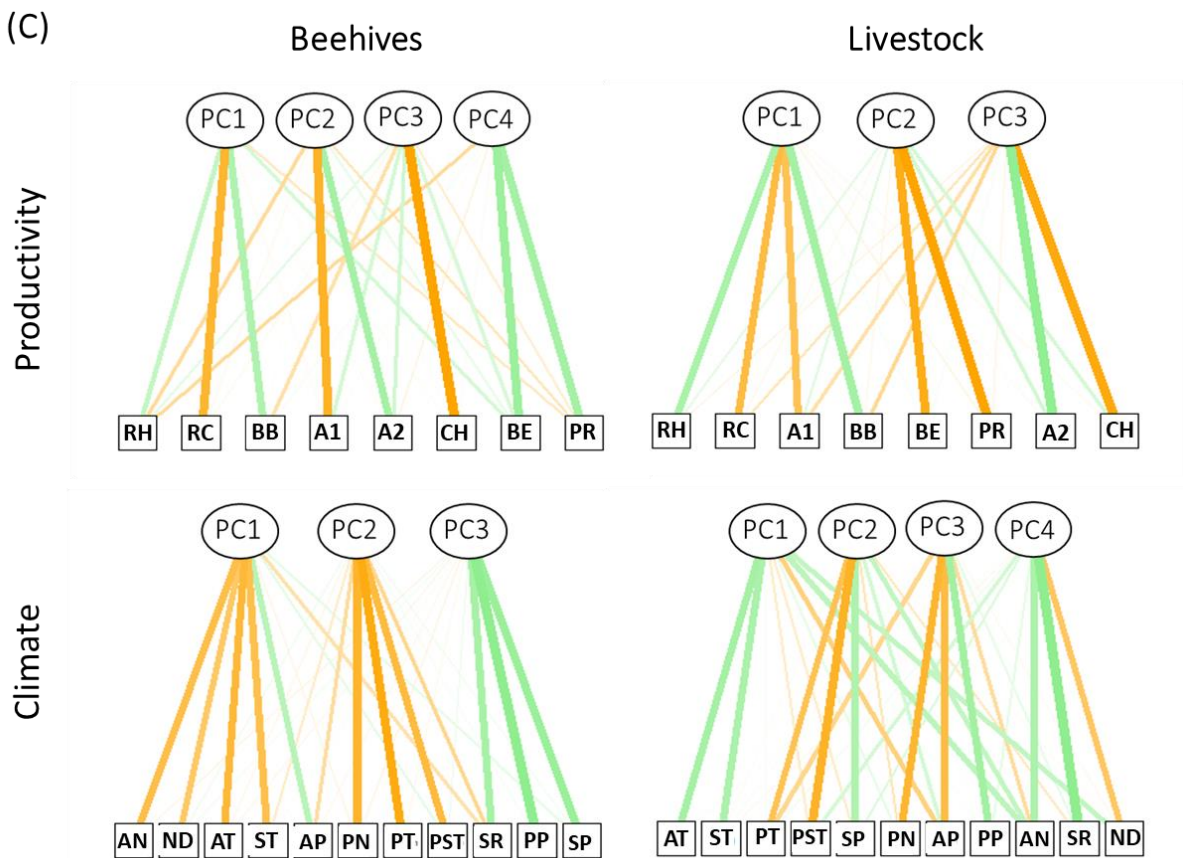 (C)
Beehives Livestock
Productivity
PC1 PC2 PC3 PC4
RH RC BB A1 A2 CH BE PR
PC1 PC2 PC3
RH RC A1 BB BE PR A2 CH
Climate
PC1 PC2 PC3
AN ND AT ST AP PN PT PST SR PP SP
PC1 PC2 PC3 PC4
AT ST PT PST SP PN AP PP AN SR ND